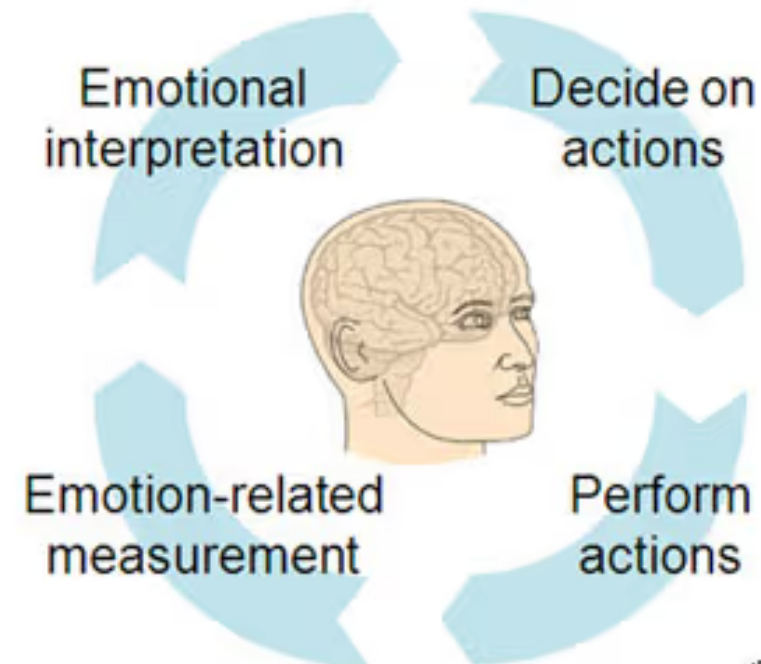 Emotional
interpretation
Decide on
actions
Emotion-related
measurement
Perform
actions